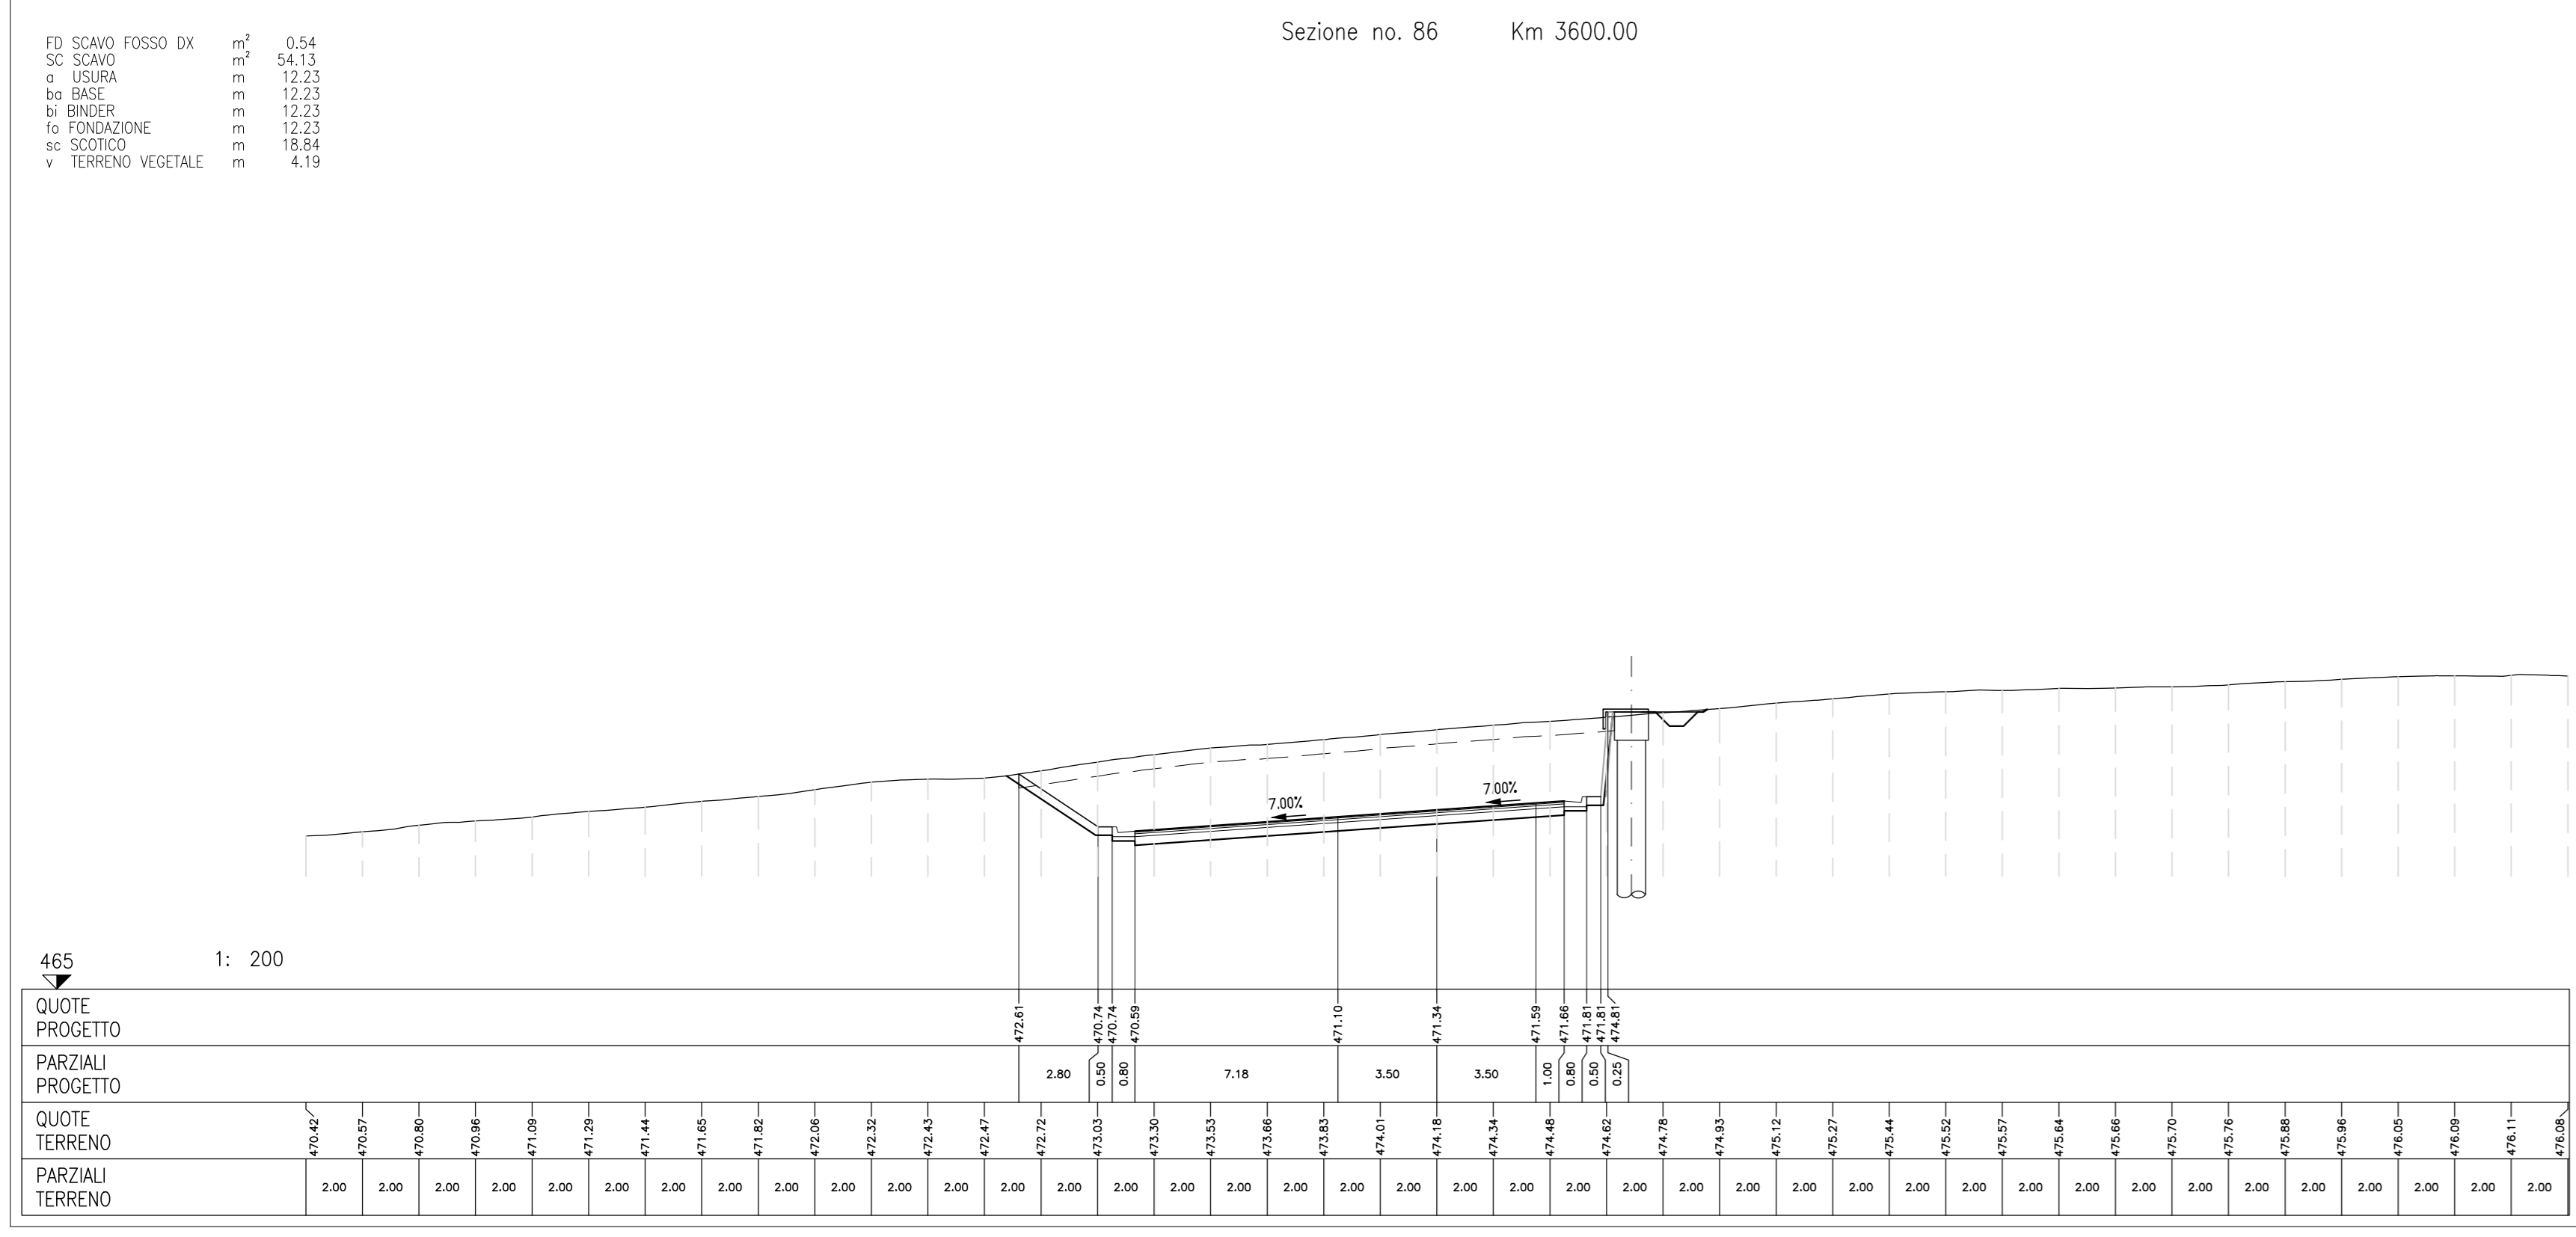 Sezione no. 86 Km 3600.00
FD SCAVO FOSSO DX m² 0.54
SC SCAVO m² 54.13
a USURA m 12.23
ba BASE m 12.23
bi BINDER m 12.23
fo FONDAZIONE m 12.23
sc SCOTICO m 18.84
v TERRENO VEGETALE m 4.19
7.00% 7.00%
465 1: 200
QUOTE PROGETTO
472.61 470.74 470.74 470.59 471.10 471.34 471.59 471.66 471.81 471.81 474.81
PARZIALI PROGETTO
2.80 0.50 0.80 7.18 3.50 3.50 1.00 0.80 0.50 0.25
QUOTE TERRENO
470.42 470.57 470.80 470.96 471.09 471.29 471.44 471.65 471.82 472.06 472.32 472.43 472.47 472.72 473.03 473.30 473.53 473.66 473.83 474.01 474.18 474.34 474.48 474.62 474.78 474.93 475.12 475.27 475.44 475.52 475.57 475.64 475.66 475.70 475.76 475.88 475.96 476.05 476.09 476.11 476.08
PARZIALI TERRENO
2.00 2.00 2.00 2.00 2.00 2.00 2.00 2.00 2.00 2.00 2.00 2.00 2.00 2.00 2.00 2.00 2.00 2.00 2.00 2.00 2.00 2.00 2.00 2.00 2.00 2.00 2.00 2.00 2.00 2.00 2.00 2.00 2.00 2.00 2.00 2.00 2.00 2.00 2.00 2.00